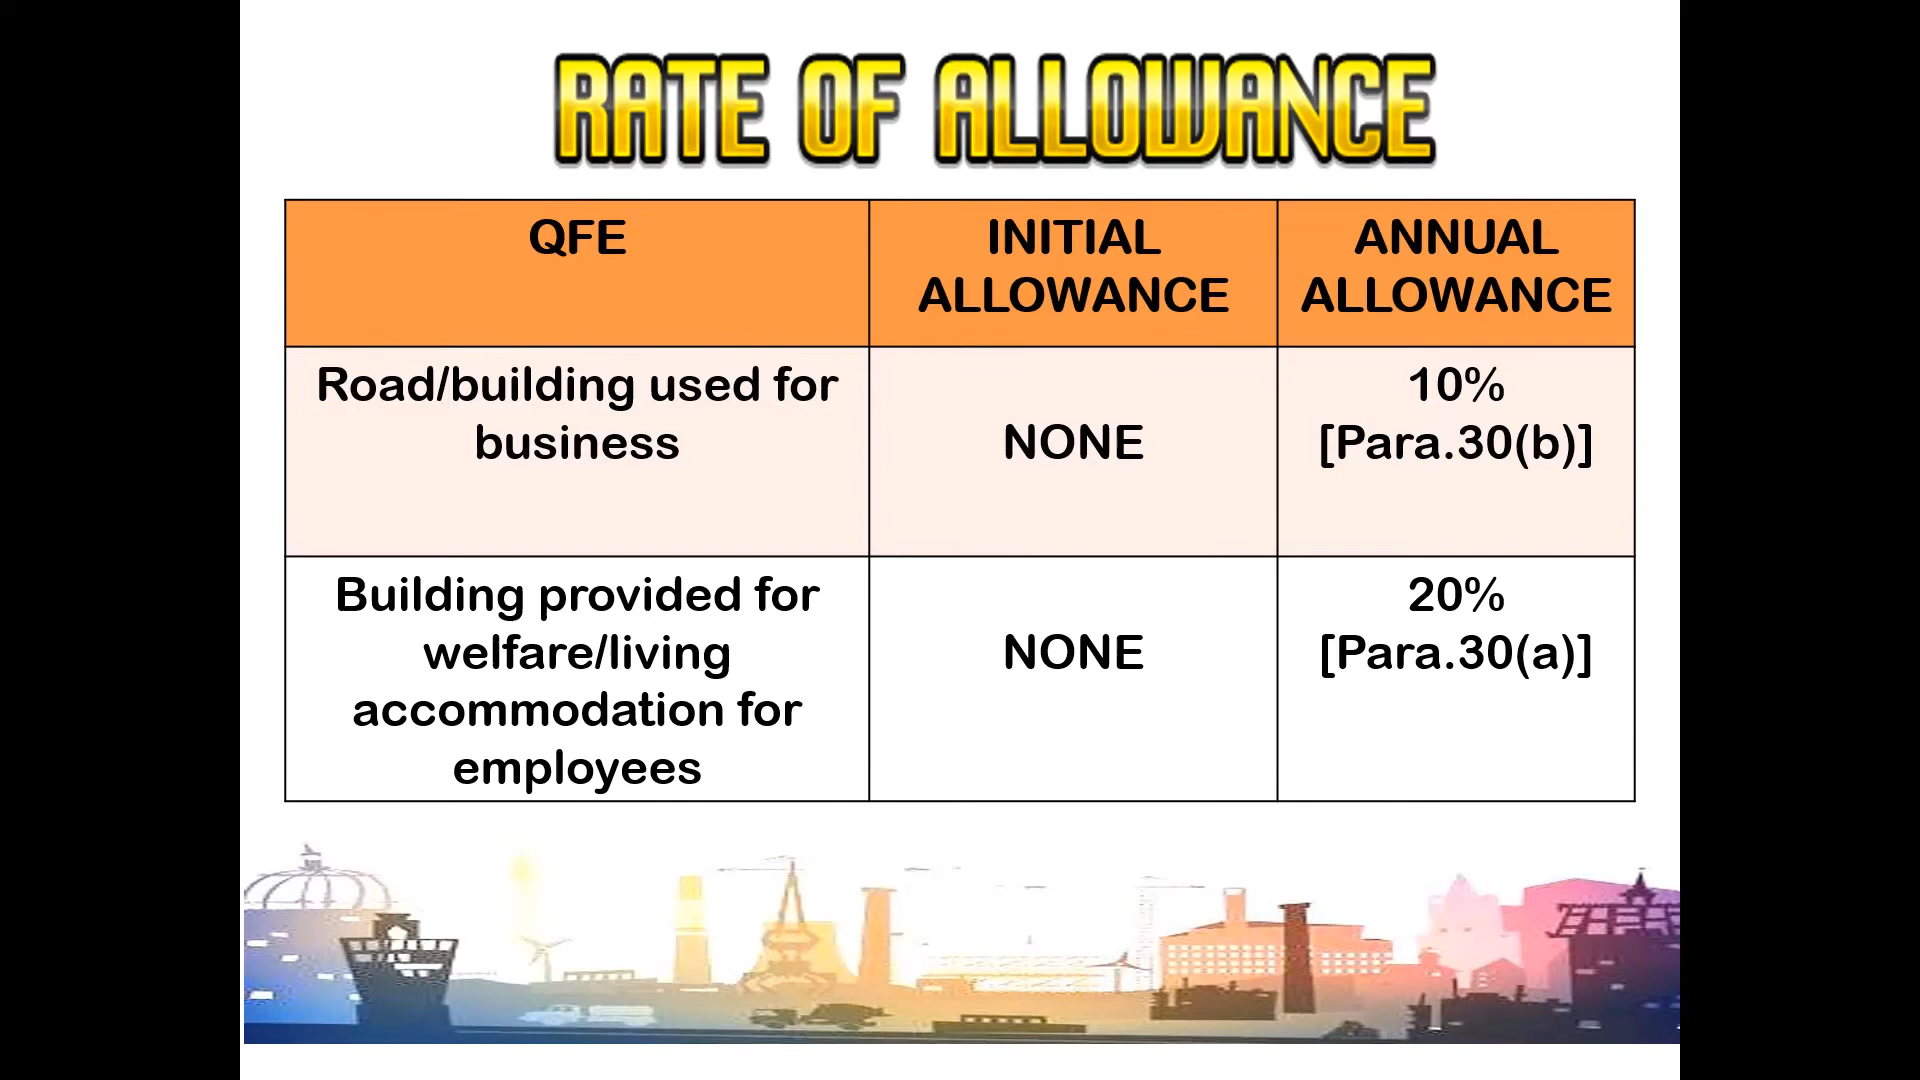 RATE OF ALLOWANCE
QFE
INITIAL
ALLOWANCE
ANNUAL
ALLOWANCE
Road/building used for
business
NONE
10%
[Para.30(b)]
Building provided for
welfare/living
accommodation for
employees
NONE
20%
[Para.30(a)]